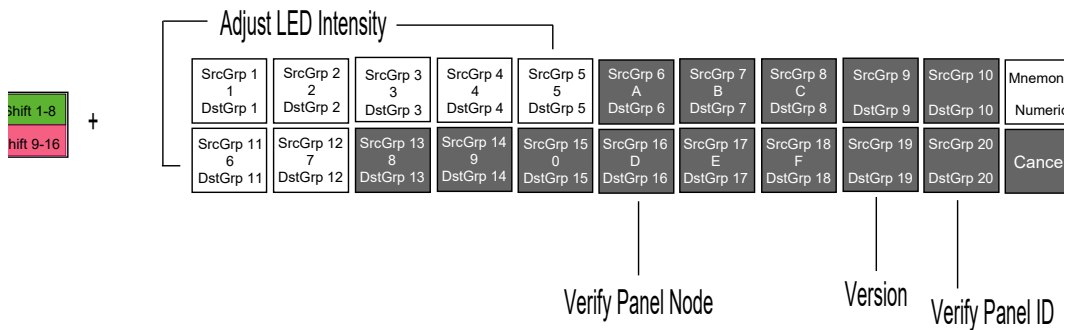 Adjust LED Intensity
Shift 1-8
+
SrcGrp 1 SrcGrp 2 SrcGrp 3 SrcGrp 4 SrcGrp 5 SrcGrp 6 SrcGrp 7 SrcGrp 8 SrcGrp 9 SrcGrp 10 Mnemon
1 2 3 4 5 A B C
DstGrp 1 DstGrp 2 DstGrp 3 DstGrp 4 DstGrp 5 DstGrp 6 DstGrp 7 DstGrp 8 DstGrp 9 DstGrp 10 Numeric
hift 9-16
SrcGrp 11 SrcGrp 12 SrcGrp 13 SrcGrp 14 SrcGrp 15 SrcGrp 16 SrcGrp 17 SrcGrp 18 SrcGrp 19 SrcGrp 20
6 7 8 9 0 D E F Cance
DstGrp 11 DstGrp 12 DstGrp 13 DstGrp 14 DstGrp 15 DstGrp 16 DstGrp 17 DstGrp 18 DstGrp 19 DstGrp 20
Verify Panel Node Version Verify Panel ID